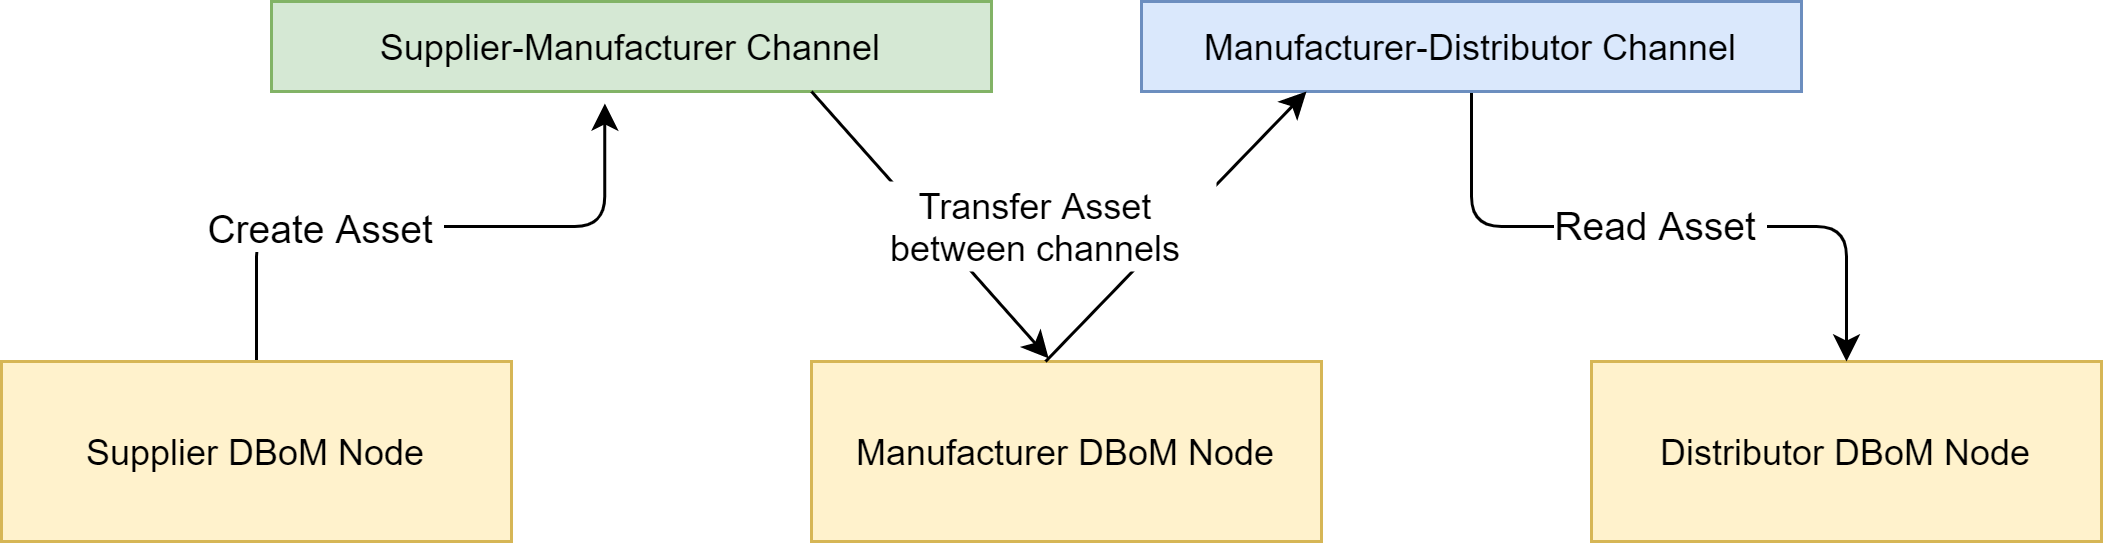 Supplier-Manufacturer Channel
Manufacturer-Distributor Channel
Create Asset
Transfer Asset
between channels
Read Asset
Supplier DBoM Node
Manufacturer DBoM Node
Distributor DBoM Node